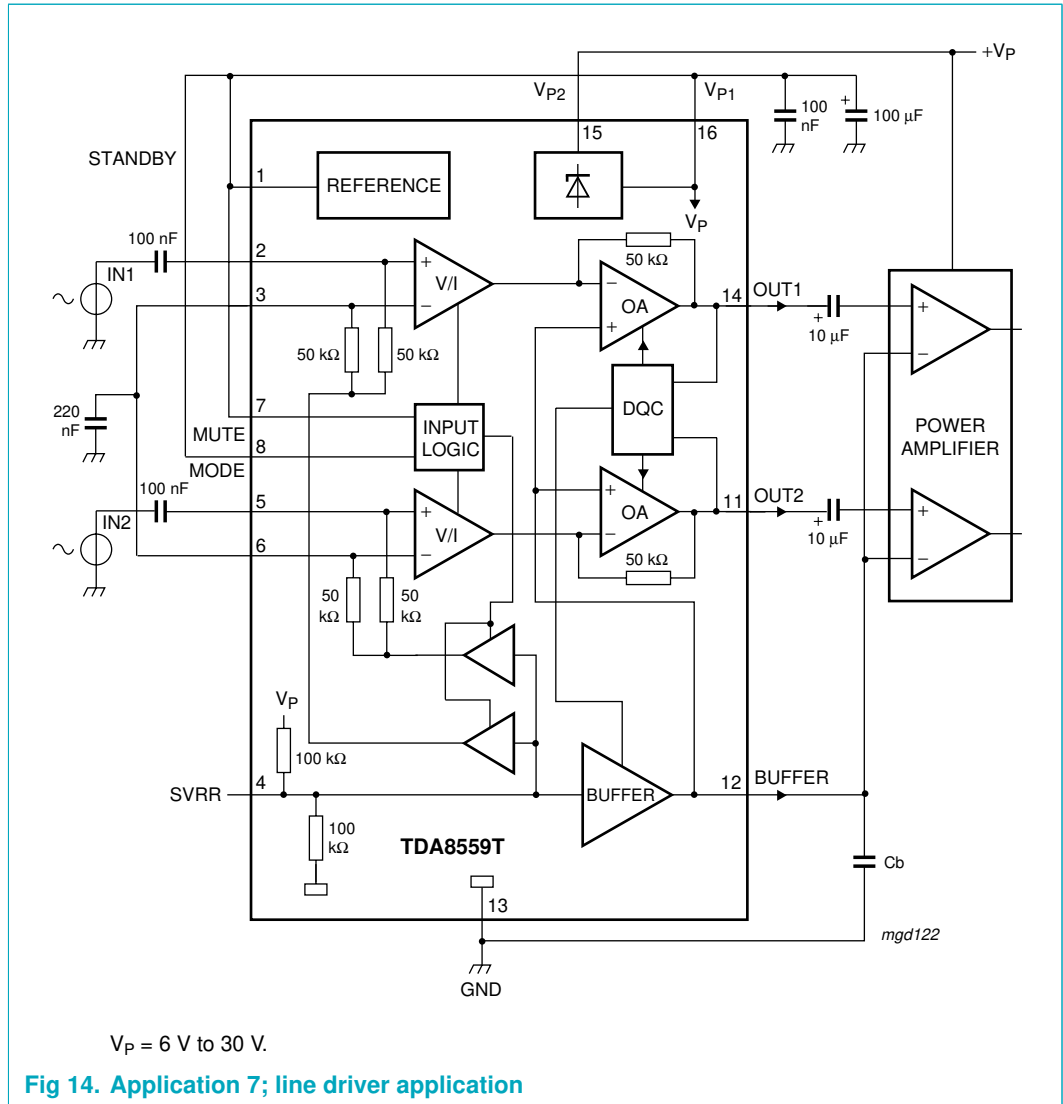 +VP
VP2
VP1
100 nF
+
100 µF
15
16
STANDBY
1
REFERENCE
VP
100 nF
2
+
50 kΩ
IN1
V/I
−
14
OUT1
+
3
−
OA
+
+
10 µF
−
50 kΩ
50 kΩ
220 nF
7
DQC
MUTE
INPUT LOGIC
POWER AMPLIFIER
8
MODE
100 nF
5
+
+
OA
11
OUT2
+
IN2
V/I
−
+
10 µF
−
6
−
50 kΩ
50 kΩ
50 kΩ
VP
100 kΩ
4
SVRR
BUFFER
12
BUFFER
100 kΩ
TDA8559T
Cb
13
mgd122
GND
VP = 6 V to 30 V.
Fig 14. Application 7; line driver application